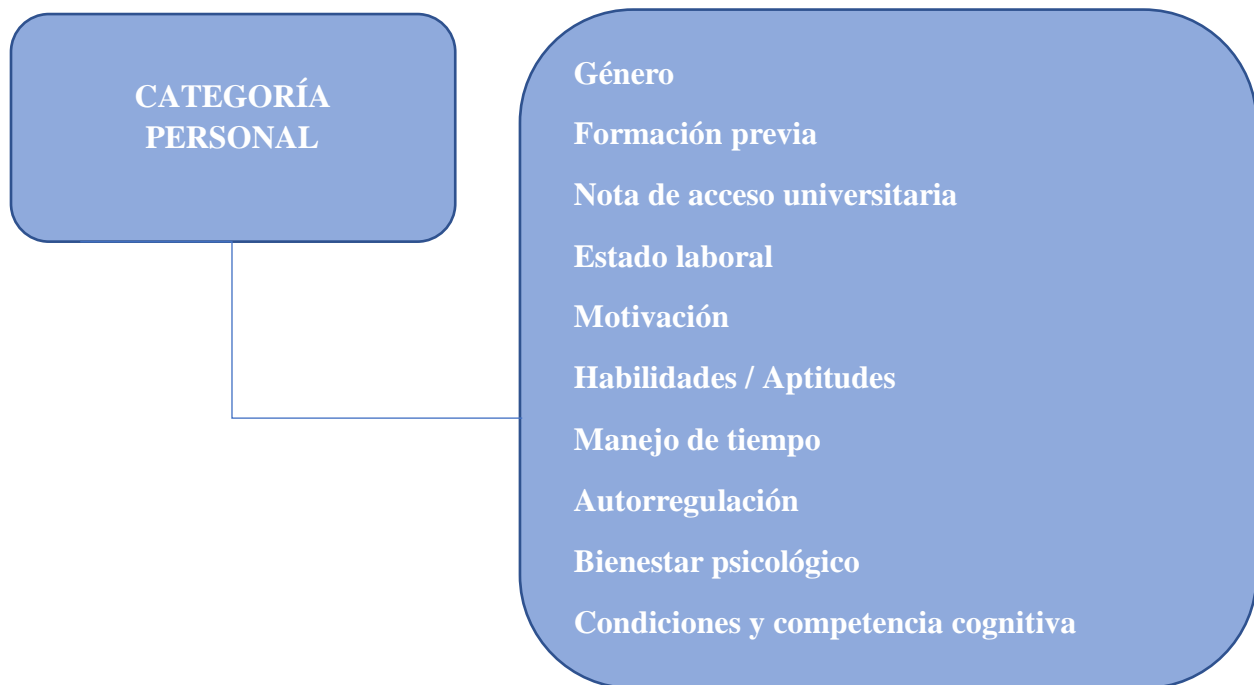 CATEGORÍA
PERSONAL
Género
Formación previa
Nota de acceso universitaria
Estado laboral
Motivación
Habilidades / Aptitudes
Manejo de tiempo
Autorregulación
Bienestar psicológico
Condiciones y competencia cognitiva